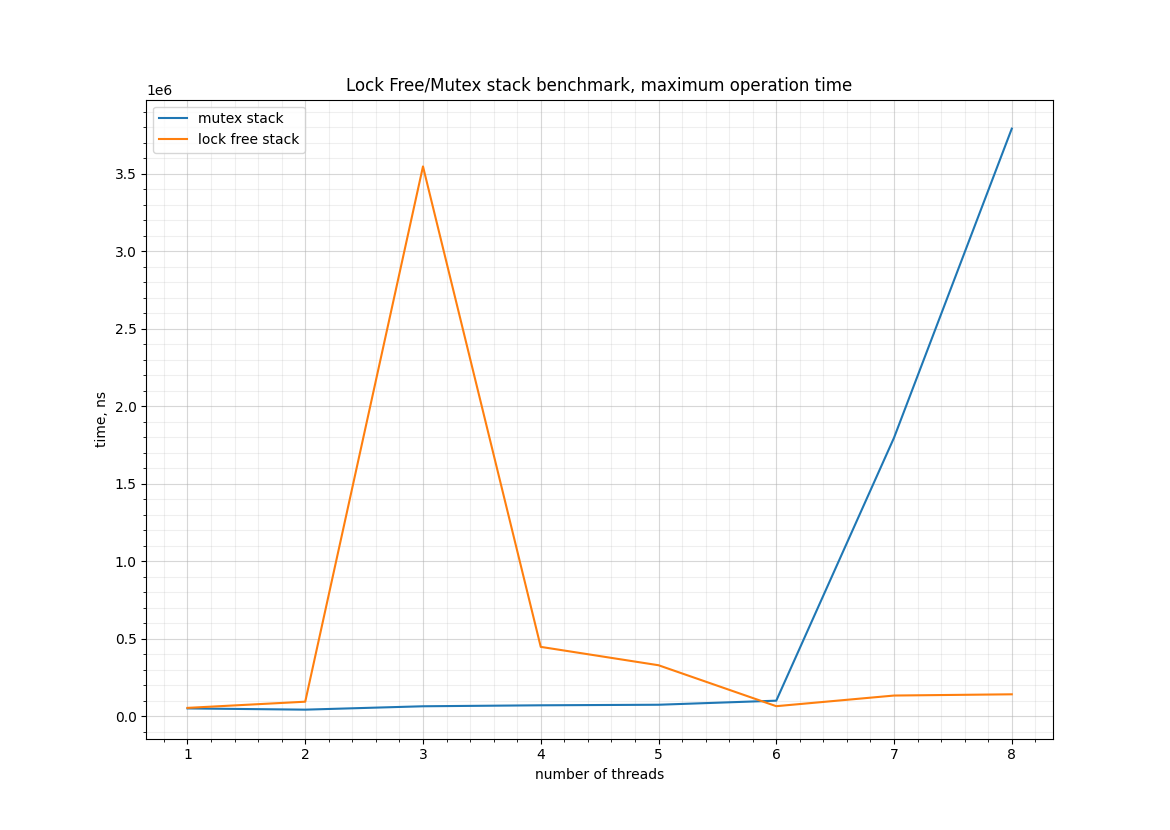 Lock Free/Mutex stack benchmark, maximum operation time
1e6
mutex stack
lock free stack
3.5
3.0
2.5
2.0
1.5
1.0
0.5
0.0
time, ns
1 2 3 4 5 6 7 8
number of threads